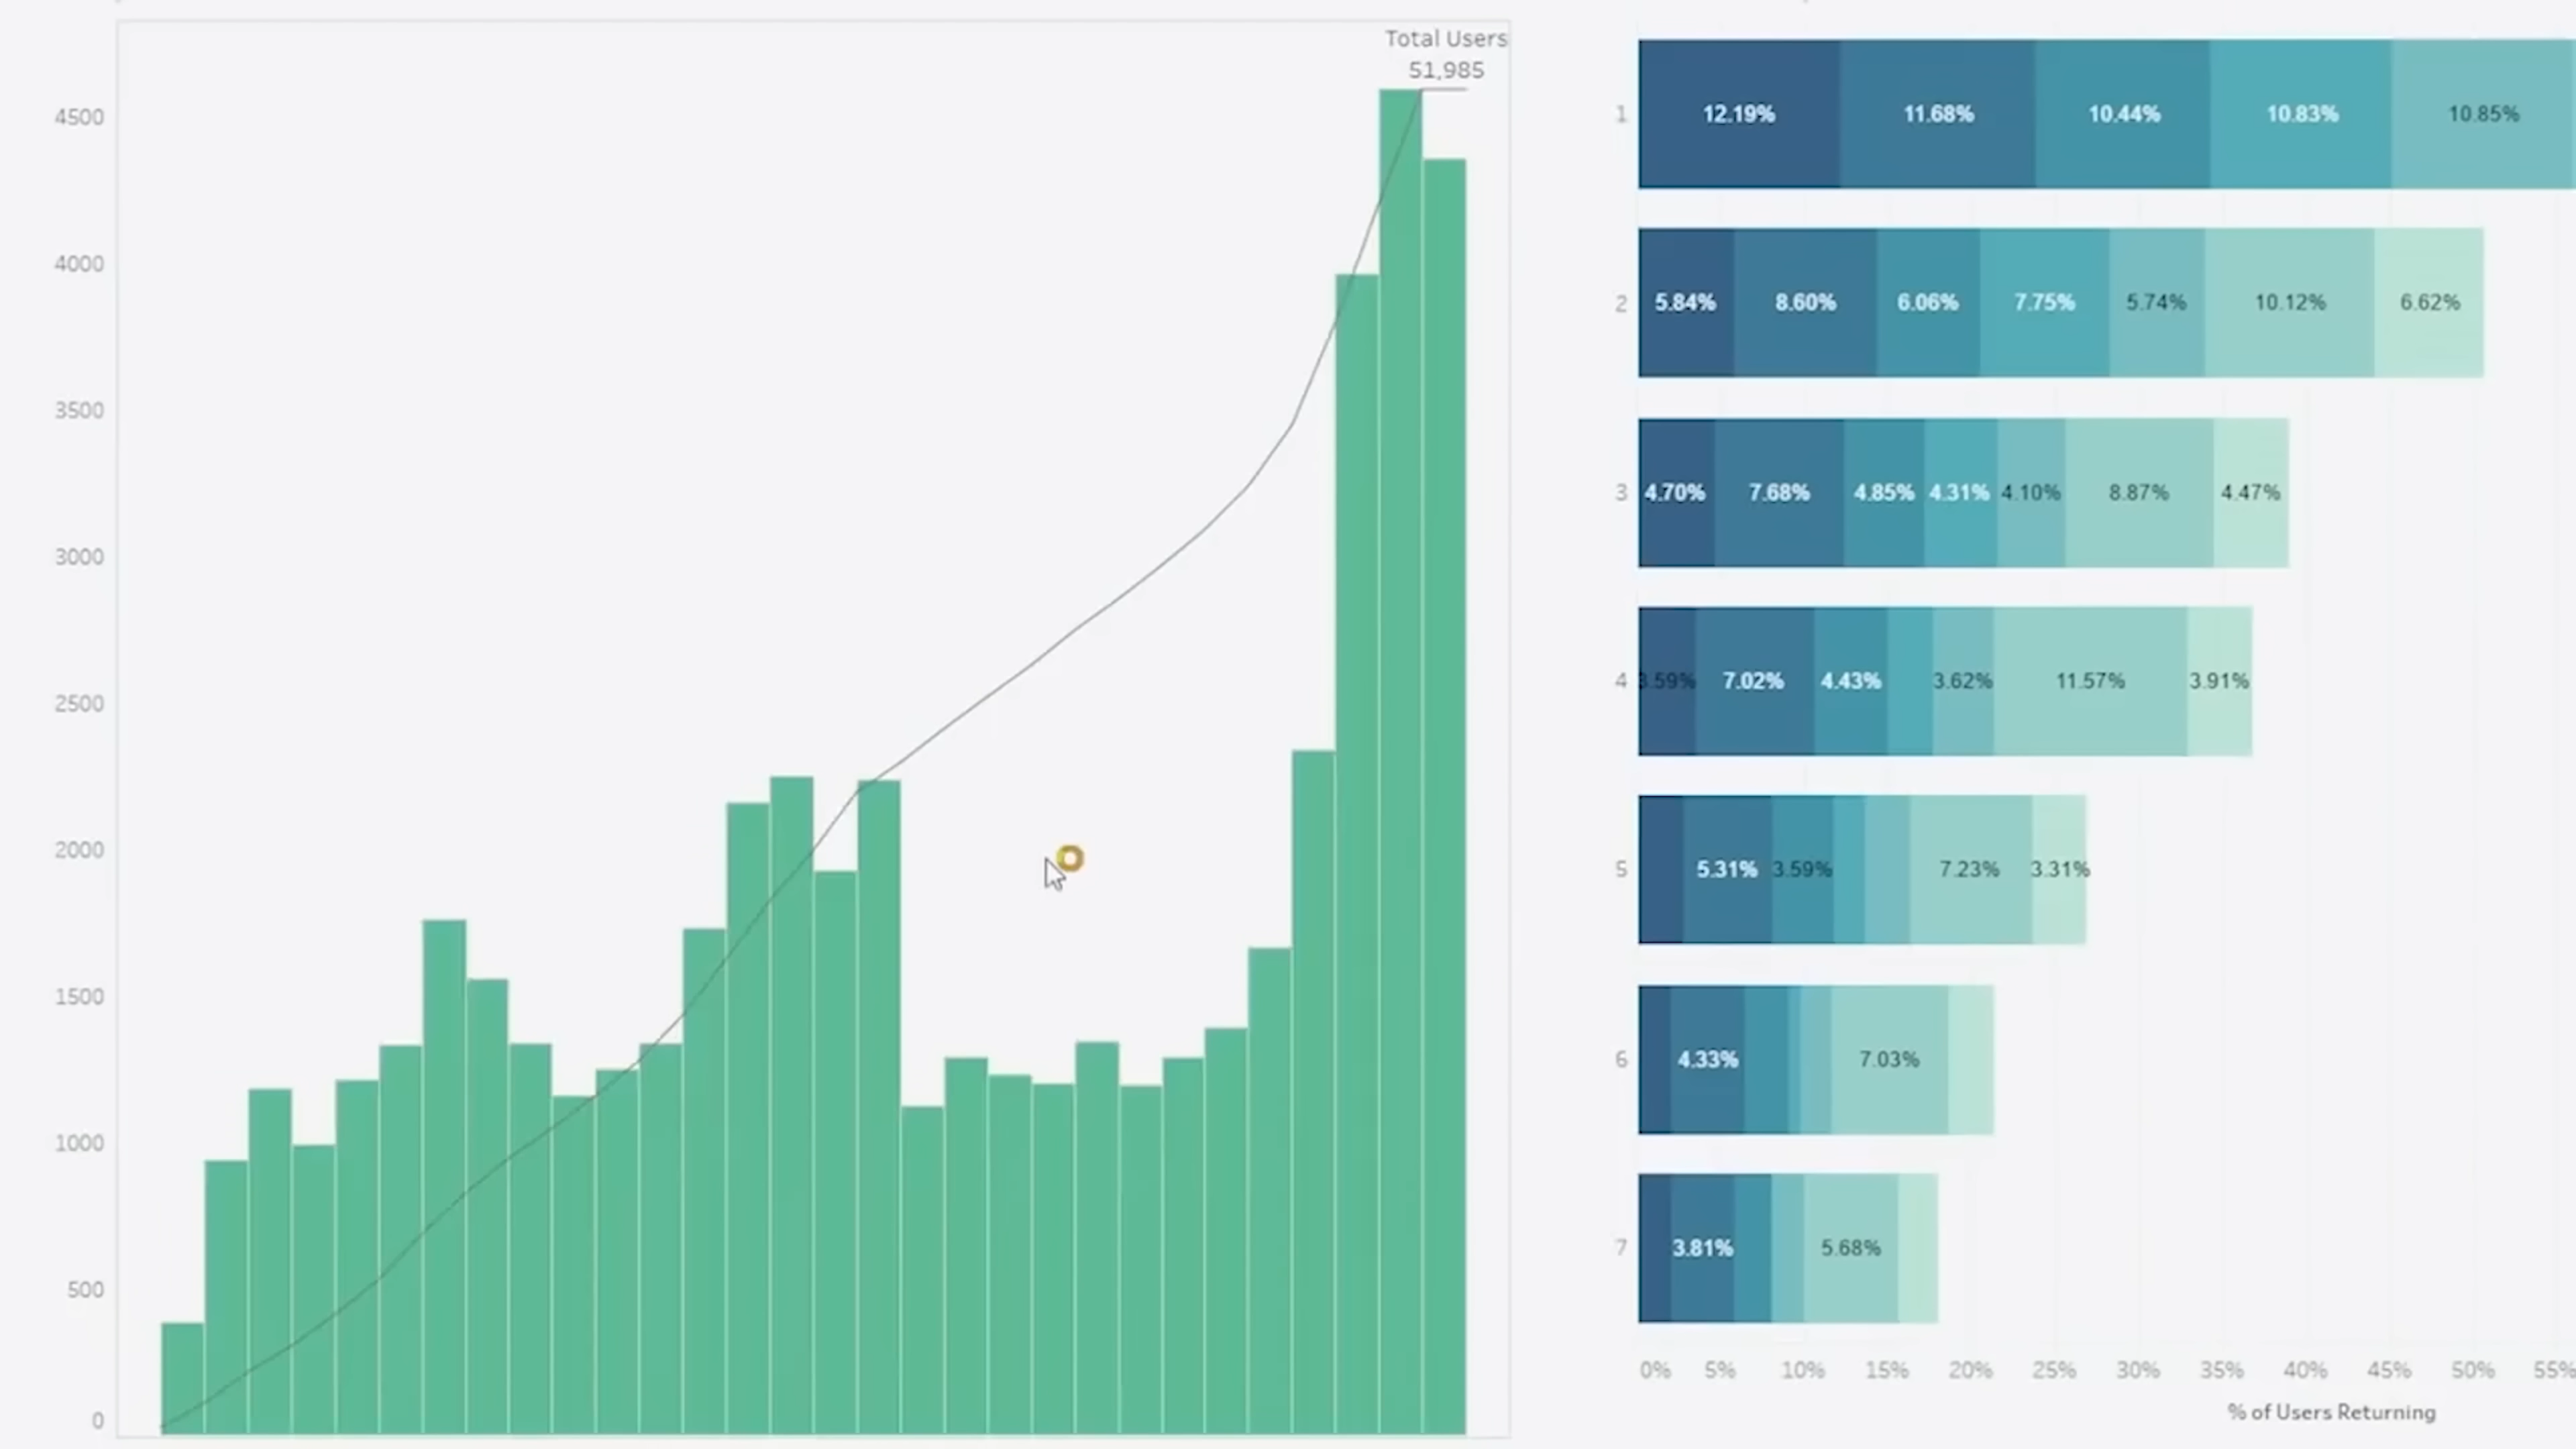 Total Users
51,985
4500
4000
3500
3000
2500
2000
1500
1000
500
0
1 12.19% 11.68% 10.44% 10.83% 10.85%
2 5.84% 8.60% 6.06% 7.75% 5.74% 10.12% 6.62%
3 4.70% 7.68% 4.85% 4.31% 4.10% 8.87% 4.47%
4 3.59% 7.02% 4.43% 3.62% 11.57% 3.91%
5 5.31% 3.59% 7.23% 3.31%
6 4.33% 7.03%
7 3.81% 5.68%
0% 5% 10% 15% 20% 25% 30% 35% 40% 45% 50% 55%
% of Users Returning